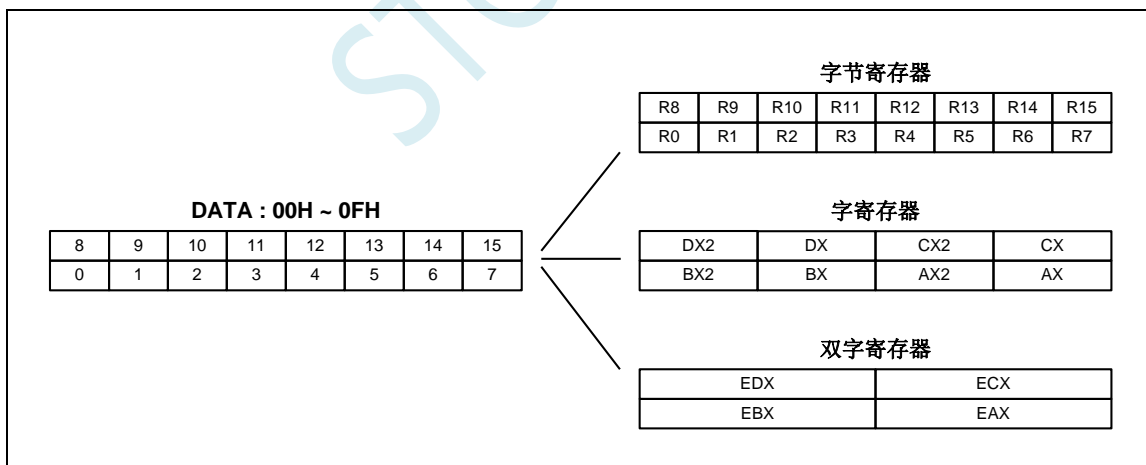 STC
字节寄存器
R8 R9 R10 R11 R12 R13 R14 R15
R0 R1 R2 R3 R4 R5 R6 R7
DATA : 00H ~ 0FH
8 9 10 11 12 13 14 15
0 1 2 3 4 5 6 7
字寄存器
DX2 DX CX2 CX
BX2 BX AX2 AX
双字寄存器
EDX ECX
EBX EAX